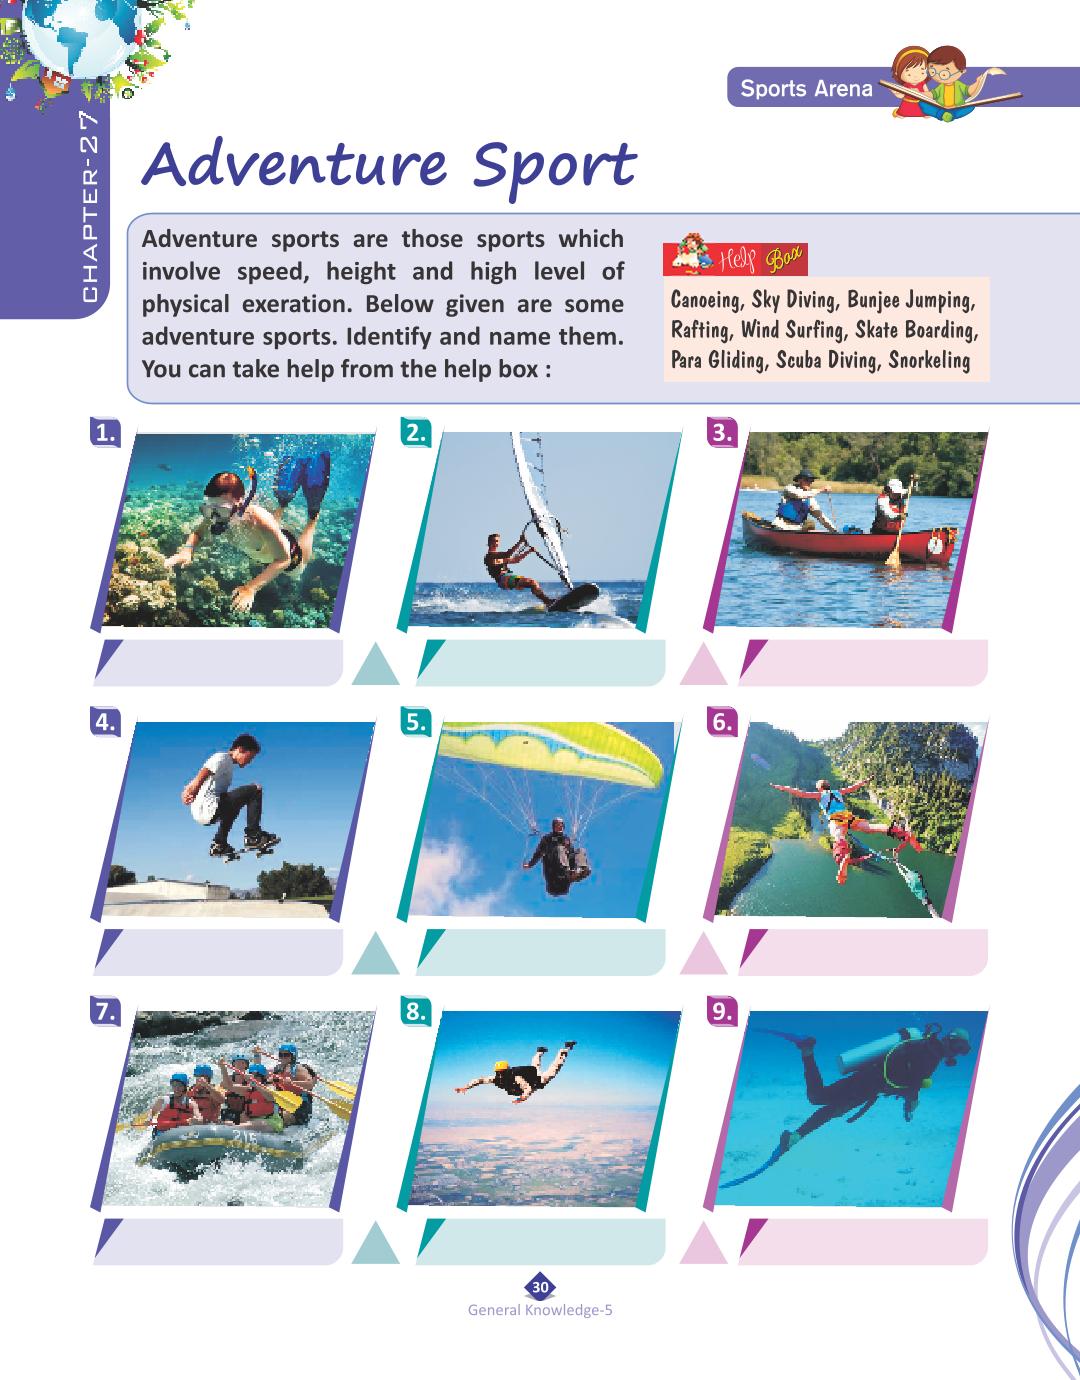 Sports Arena
CHAPTER-27
Adventure Sport
Adventure sports are those sports which
involve speed, height and high level of
physical exeration. Below given are some
adventure sports. Identify and name them.
You can take help from the help box :
Help Box
Canoeing, Sky Diving, Bunjee Jumping,
Rafting, Wind Surfing, Skate Boarding,
Para Gliding, Scuba Diving, Snorkeling
1.
2.
3.
4.
5.
6.
7.
8.
9.
30
General Knowledge-5